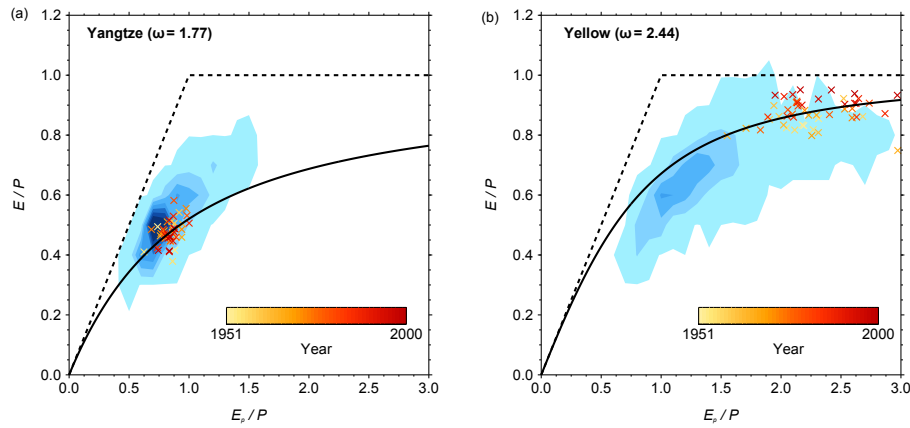 (a)
Yangtze (ω = 1.77)
1.2
1.0
0.8
0.6
0.4
0.2
0.0
E / P
0.0 0.5 1.0 1.5 2.0 2.5 3.0
Eₚ / P
1951 2000
Year
(b)
Yellow (ω = 2.44)
1.2
1.0
0.8
0.6
0.4
0.2
0.0
E / P
0.0 0.5 1.0 1.5 2.0 2.5 3.0
Eₚ / P
1951 2000
Year